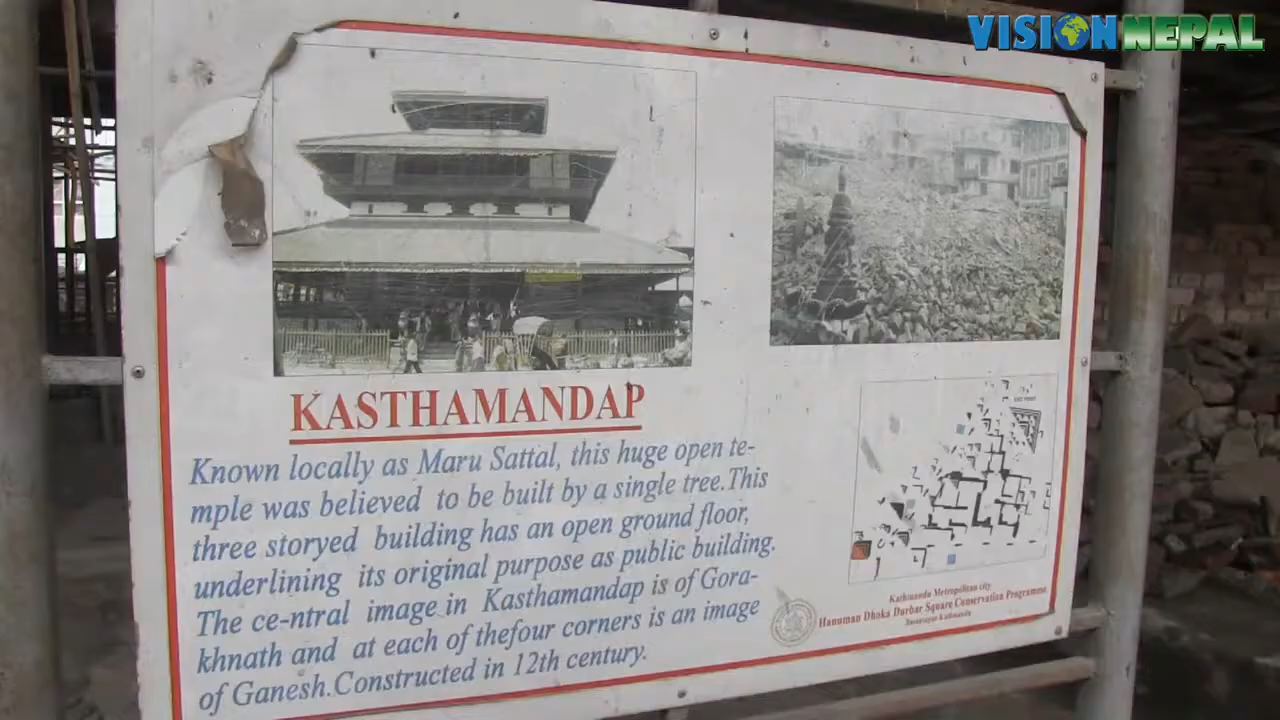 VISIONNEPAL
KASTHAMANDAP
Known locally as Maru Sattal, this huge open te-
mple was believed to be built by a single tree.This
three storyed building has an open ground floor,
underlining its original purpose as public building.
The ce-ntral image in Kasthamandap is of Gora-
khnath and at each of thefour corners is an image
of Ganesh.Constructed in 12th century.
Kathmandu Metropolitan city
Hanuman Dhoka Durbar Square Conservation Programme